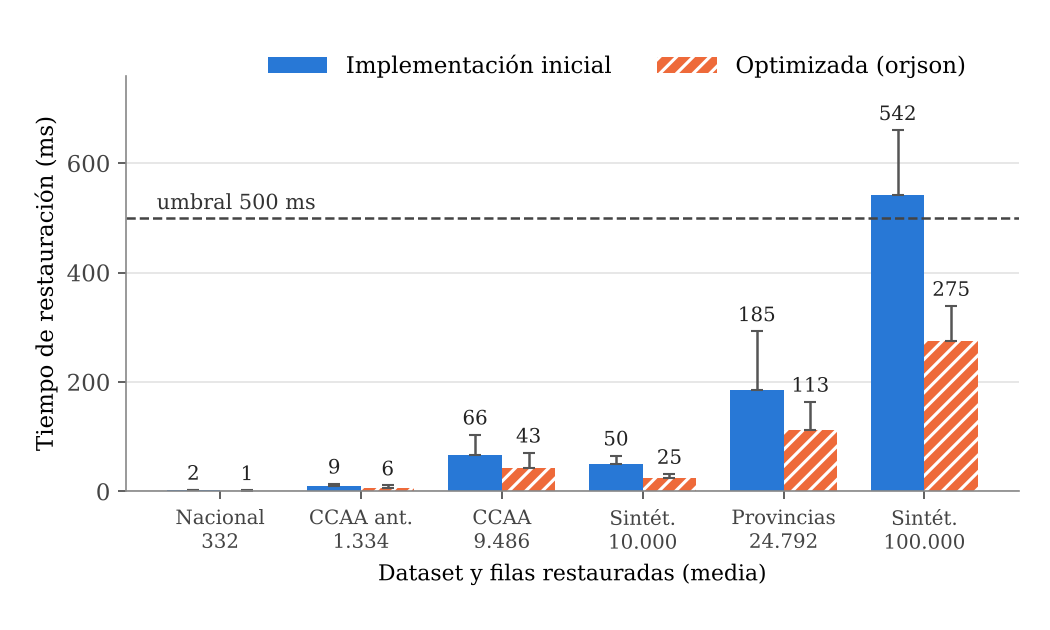 Implementación inicial
Optimizada (orjson)
Tiempo de restauración (ms)
600
400
200
0
umbral 500 ms
2
1
9
6
66
43
50
25
185
113
542
275
Nacional
332
CCAA ant.
1.334
CCAA
9.486
Sintét.
10.000
Provincias
24.792
Sintét.
100.000
Dataset y filas restauradas (media)